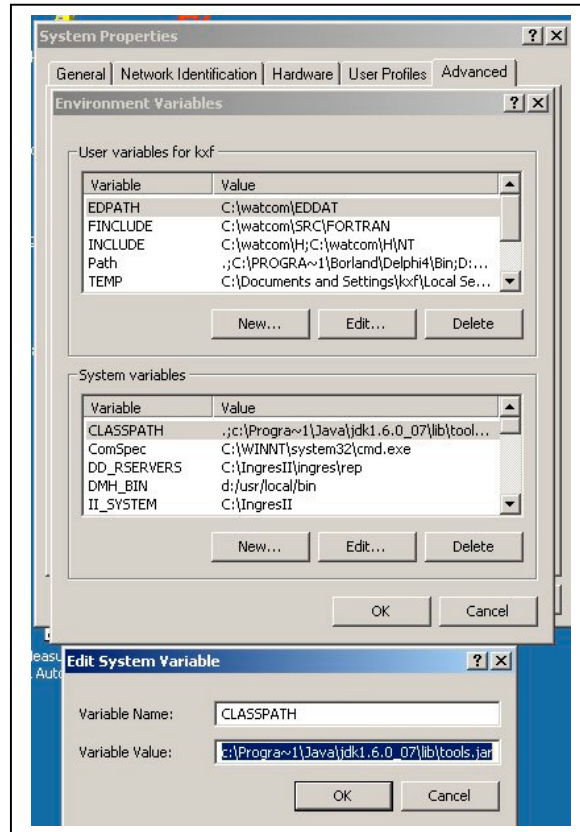 System Properties
General Network Identification Hardware User Profiles Advanced
Environment Variables
User variables for kxf
Variable Value
EDPATH C:\watcom\EDDAT
FINCLUDE C:\watcom\SRC\FORTRAN
INCLUDE C:\watcom\H;C:\watcom\H\NT
Path .;C:\PROGRA~1\Borland\Delphi4\Bin;D:...
TEMP C:\Documents and Settings\kxf\Local Se...
New... Edit... Delete
System variables
Variable Value
CLASSPATH .;c:\Progra~1\Java\jdk1.6.0_07\lib\tool...
ComSpec C:\WINNT\system32\cmd.exe
DD_RSERVERS C:\IngresII\ingres\rep
DMH_BIN d:/usr/local/bin
II_SYSTEM C:\IngresII
New... Edit... Delete
OK Cancel
Edit System Variable
Variable Name: CLASSPATH
Variable Value: c:\Progra~1\Java\jdk1.6.0_07\lib\tools.jar
OK Cancel